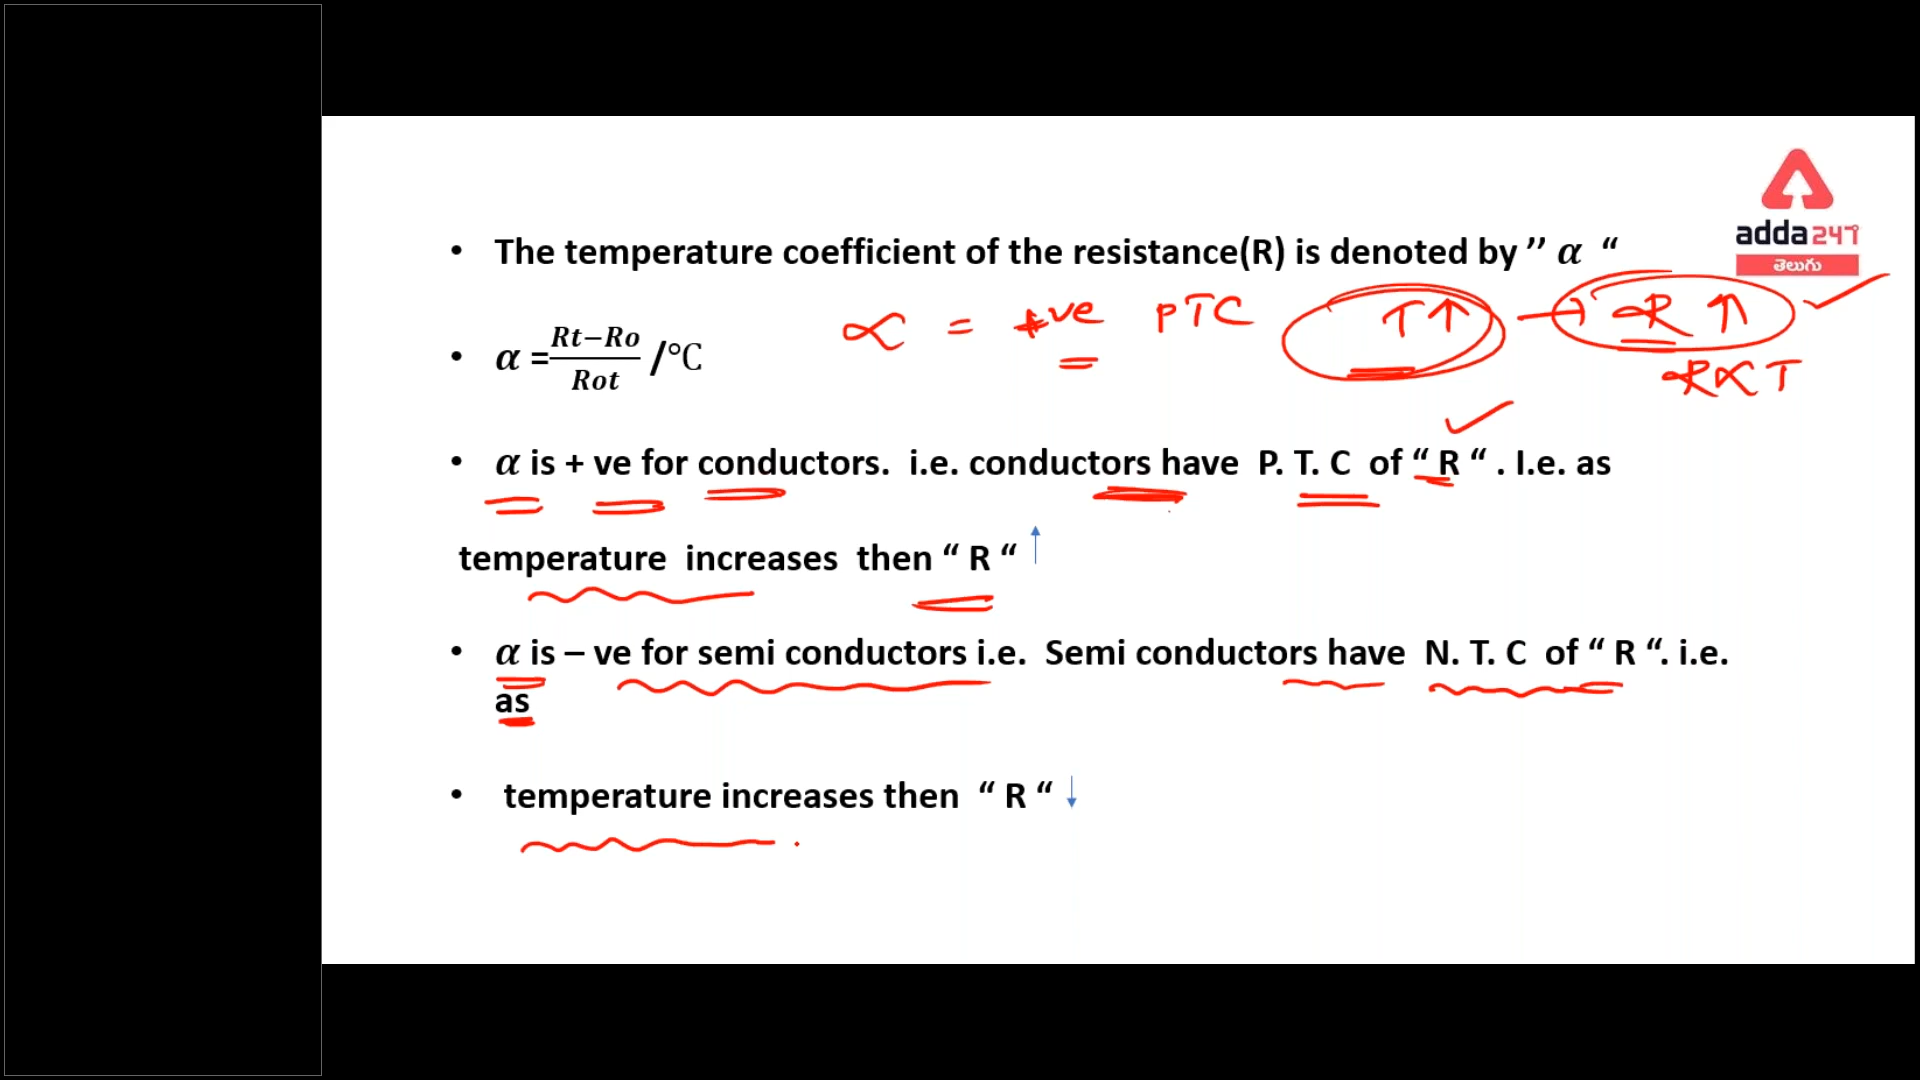 adda247
తెలుగు
• The temperature coefficient of the resistance(R) is denoted by ’’ α “
α = +ve PTC T↑ → R ↑
• α =Rt−Ro/Rot /°C
R∝T
• α is + ve for conductors. i.e. conductors have P. T. C of “ R “ . I.e. as
temperature increases then “ R “ ↑
• α is – ve for semi conductors i.e. Semi conductors have N. T. C of “ R “. i.e.
as
• temperature increases then “ R “ ↓